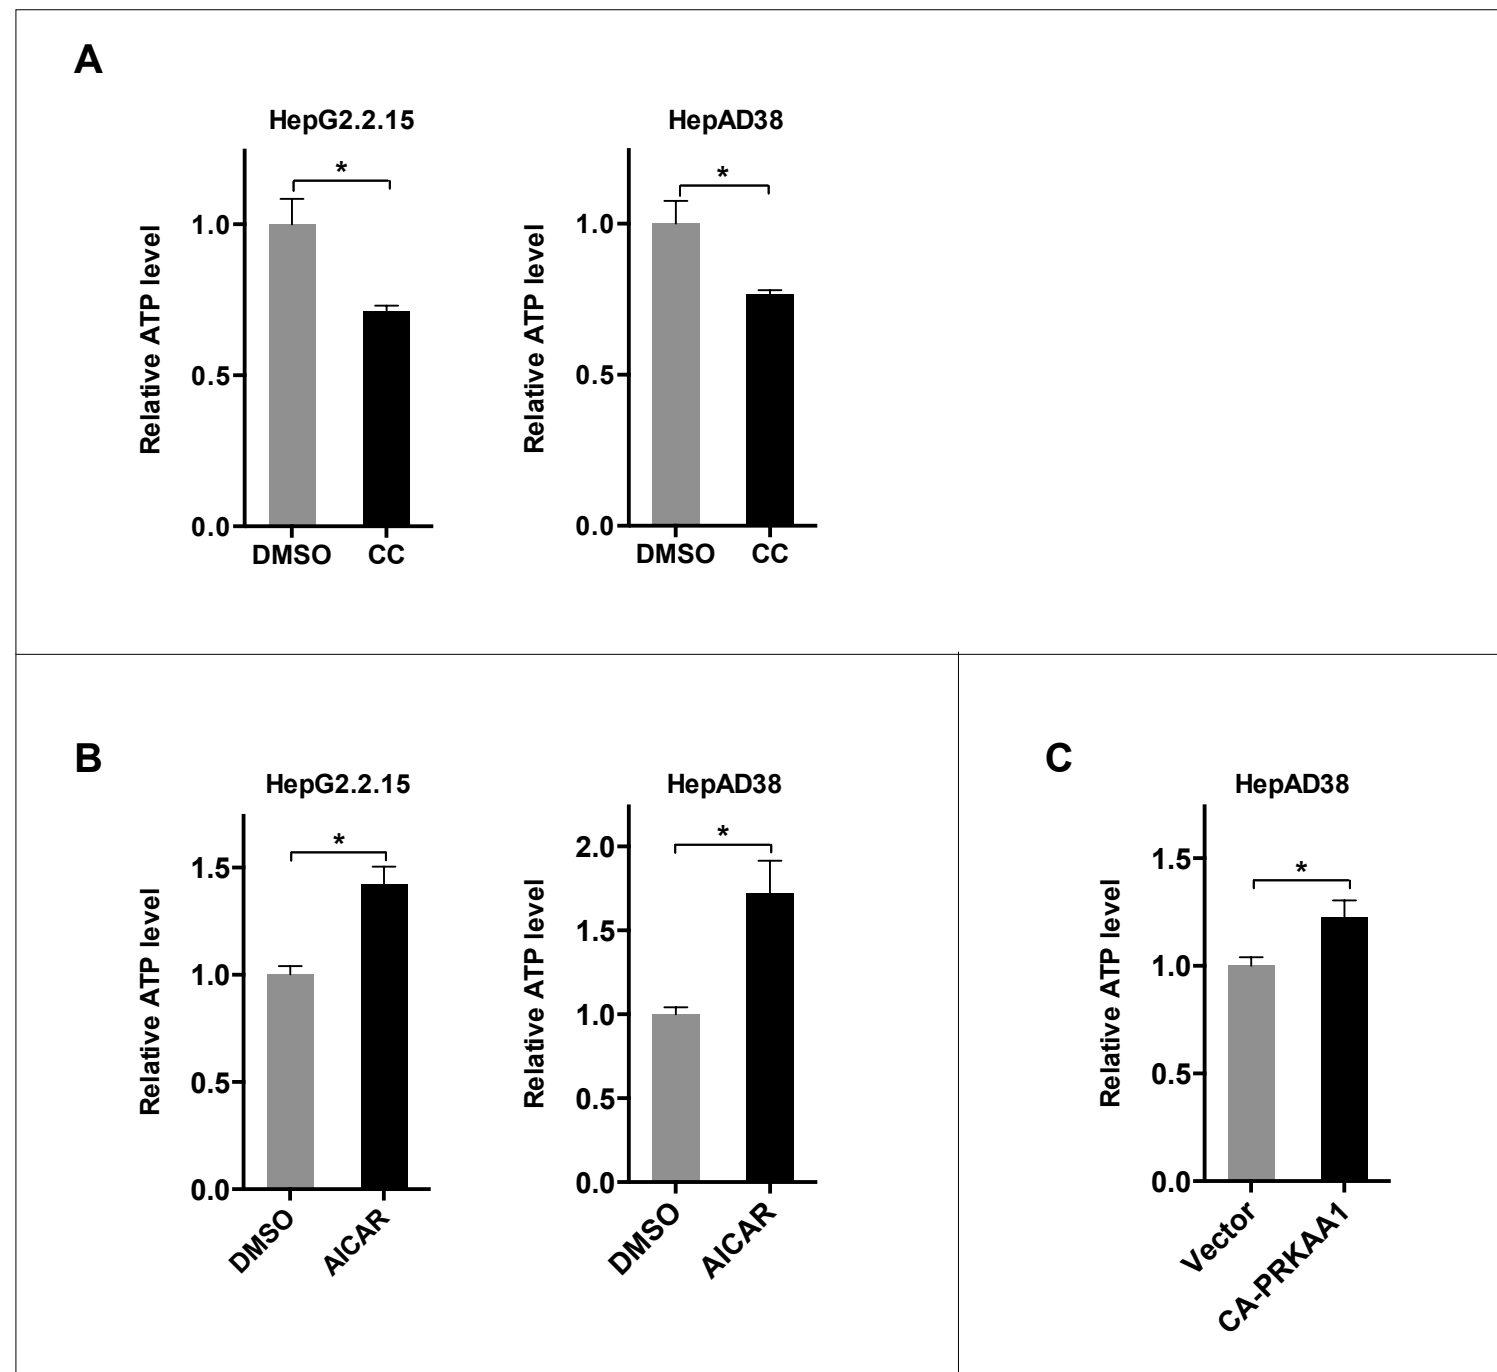 A
HepG2.2.15
*
Relative ATP level
1.0
0.5
0.0
DMSO CC
HepAD38
*
Relative ATP level
1.0
0.5
0.0
DMSO CC
B
HepG2.2.15
*
Relative ATP level
1.5
1.0
0.5
0.0
DMSO AICAR
HepAD38
*
Relative ATP level
2.0
1.5
1.0
0.5
0.0
DMSO AICAR
C
HepAD38
*
Relative ATP level
1.5
1.0
0.5
0.0
Vector CA-PRKAA1